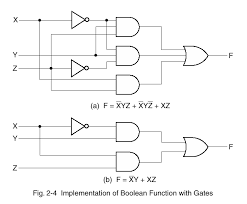 X
Y
Z
F
(a) F = X̅YZ + X̅YZ̅ + XZ
X
Y
Z
F
(b) F = X̅Y + XZ
Fig. 2-4 Implementation of Boolean Function with Gates